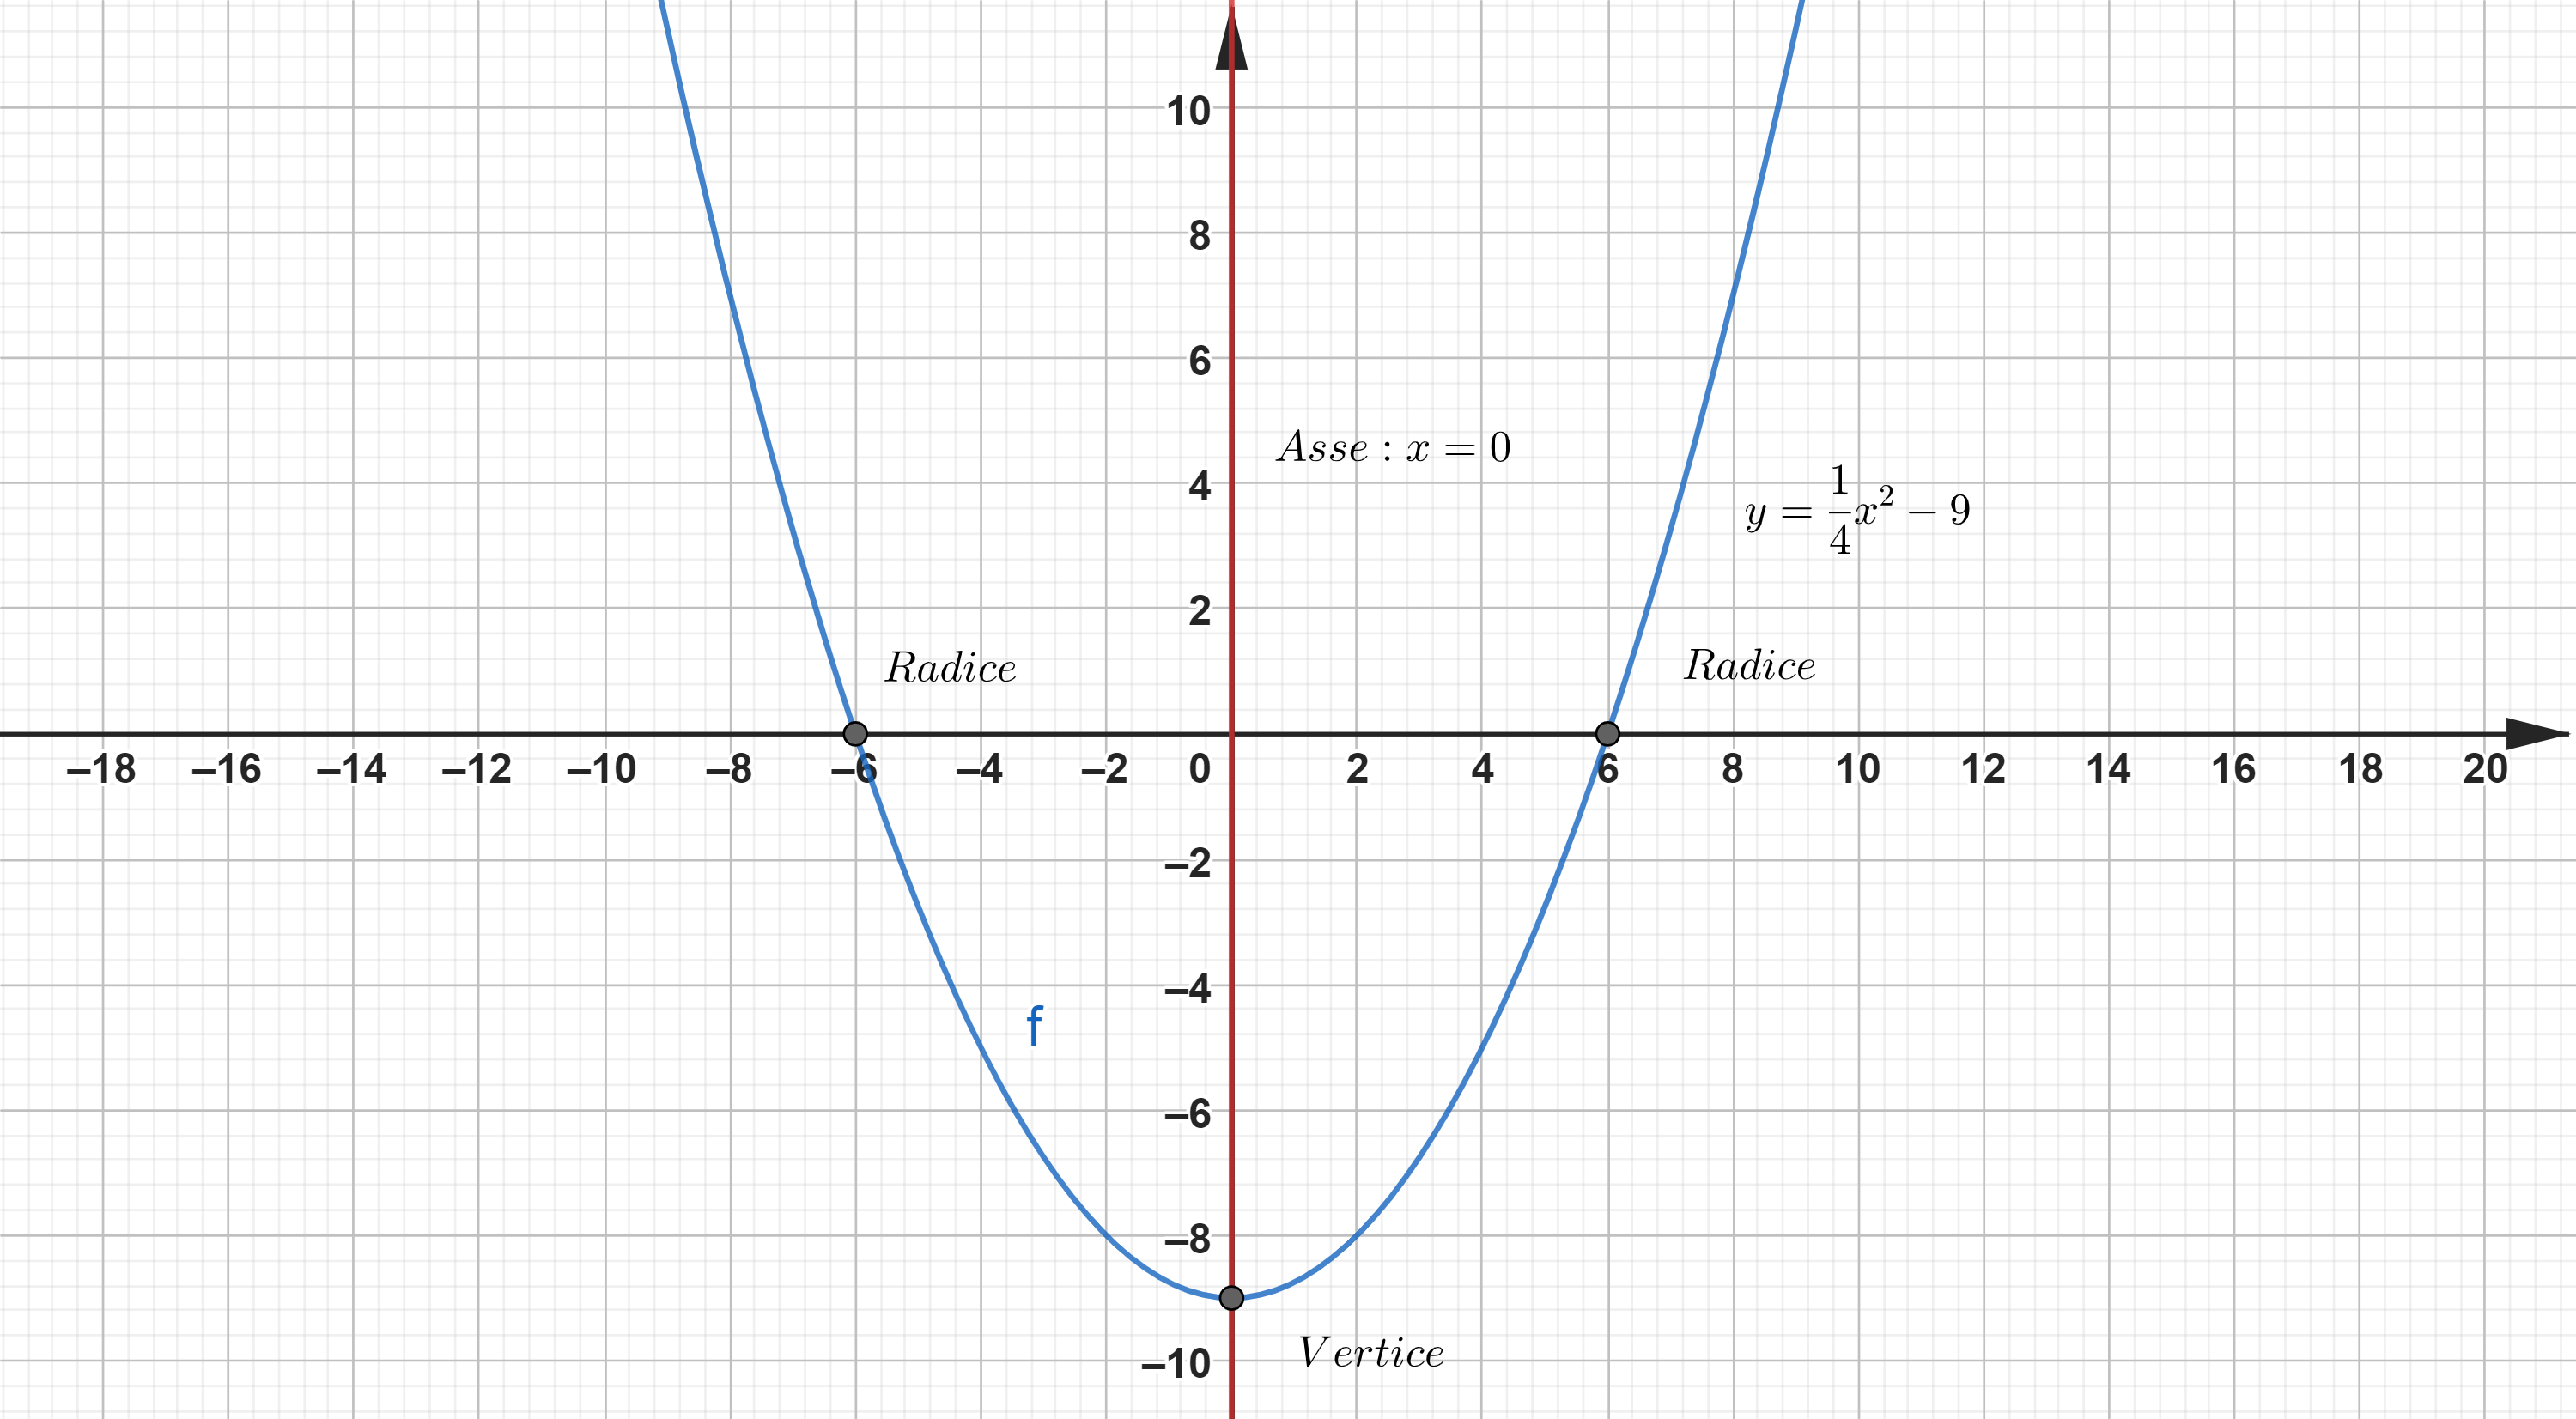 10
8
6
Asse : x = 0
4
y = \frac{1}{4}x^2 − 9
2
Radice
Radice
–18 –16 –14 –12 –10 –8 –6 –4 –2 0 2 4 6 8 10 12 14 16 18 20
–2
–4
f
–6
–8
Vertice
–10